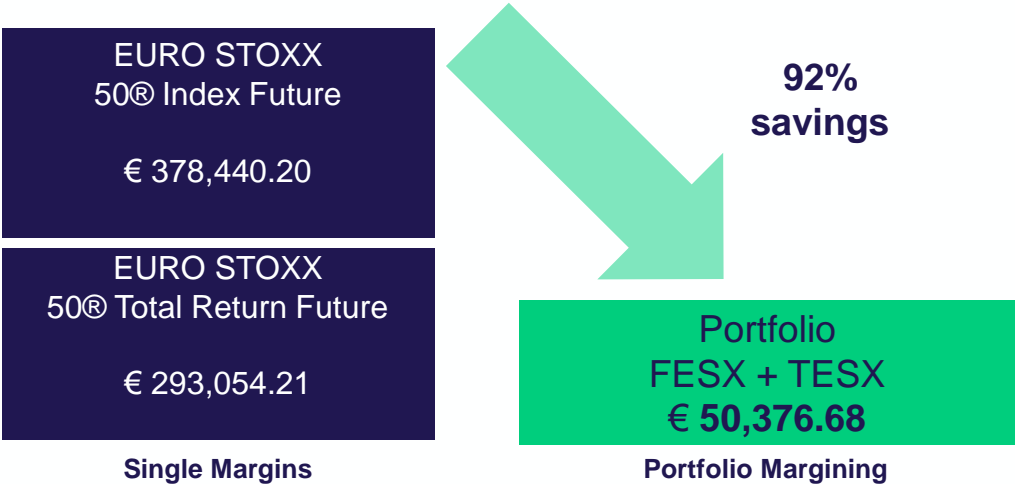 EURO STOXX
50® Index Future
€ 378,440.20
92%
savings
EURO STOXX
50® Total Return Future
€ 293,054.21
Portfolio
FESX + TESX
€ 50,376.68
Single Margins
Portfolio Margining